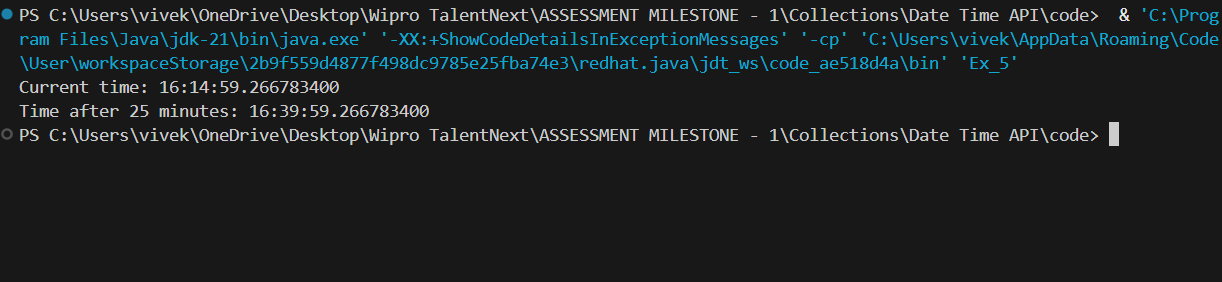 PS C:\Users\vivek\OneDrive\Desktop\Wipro TalentNext\ASSESSMENT MILESTONE - 1\Collections\Date Time API\code>  & 'C:\Prog
ram Files\Java\jdk-21\bin\java.exe' '-XX:+ShowCodeDetailsInExceptionMessages' '-cp' 'C:\Users\vivek\AppData\Roaming\Code
\User\workspaceStorage\2b9f559d4877f498dc9785e25fba74e3\redhat.java\jdt_ws\code_ae518d4a\bin' 'Ex_5'
Current time: 16:14:59.266783400
Time after 25 minutes: 16:39:59.266783400
PS C:\Users\vivek\OneDrive\Desktop\Wipro TalentNext\ASSESSMENT MILESTONE - 1\Collections\Date Time API\code>